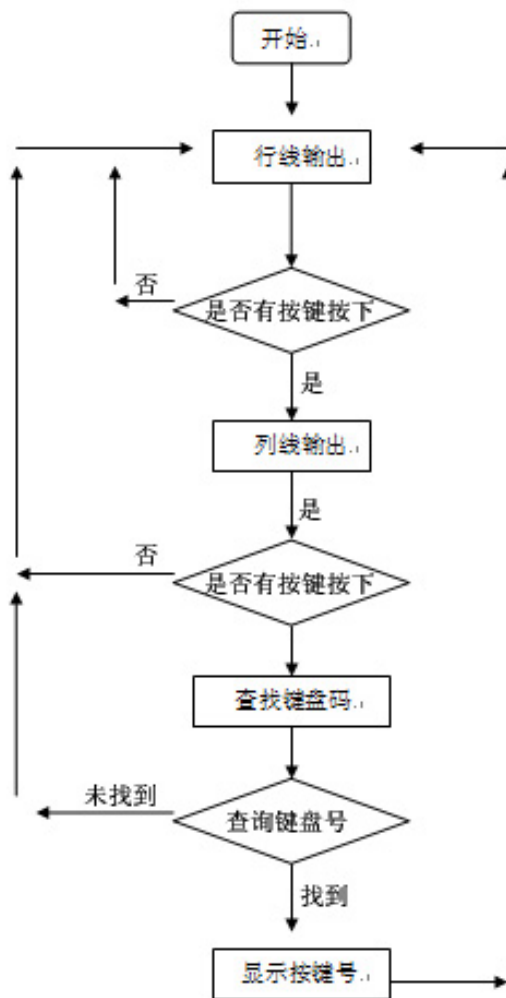 开始
行线输出
否
是否有按键按下
是
列线输出
是
否
是否有按键按下
查找键盘码
未找到
查询键盘号
找到
显示按键号